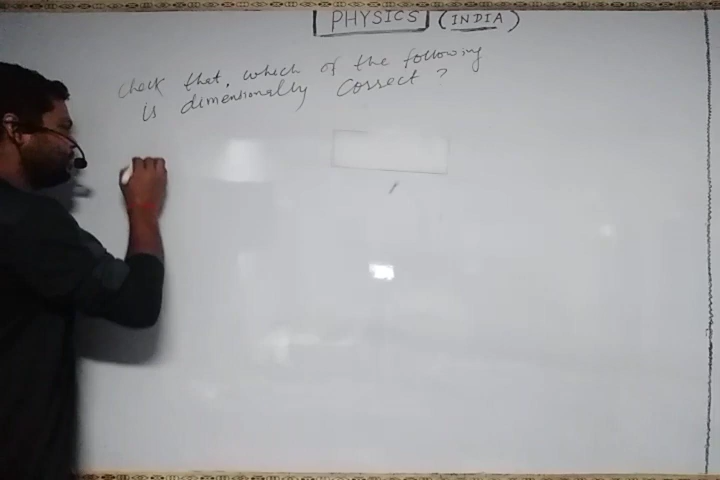 PHYSICS (INDIA)
Check that, which of the following
is dimensionally correct ?